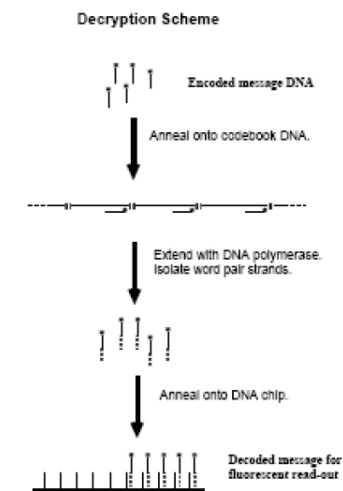 Decryption Scheme
Encoded message DNA
Anneal onto codebook DNA.
Extend with DNA polymerase.
Isolate word pair strands.
Anneal onto DNA chip.
Decoded message for
fluorescent read-out